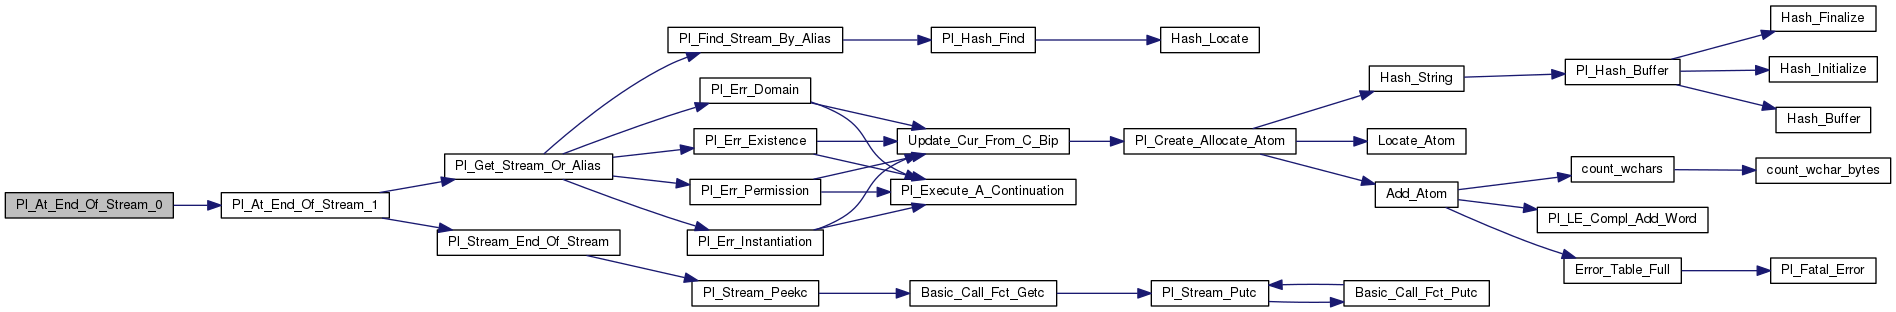 Pl_At_End_Of_Stream_0
Pl_At_End_Of_Stream_1
Pl_Get_Stream_Or_Alias
Pl_Stream_End_Of_Stream
Pl_Find_Stream_By_Alias
Pl_Err_Domain
Pl_Err_Existence
Pl_Err_Permission
Pl_Err_Instantiation
Pl_Stream_Peekc
Pl_Hash_Find
Update_Cur_From_C_Bip
Pl_Execute_A_Continuation
Basic_Call_Fct_Getc
Hash_Locate
Pl_Create_Allocate_Atom
Pl_Stream_Putc
Hash_String
Locate_Atom
Add_Atom
Basic_Call_Fct_Putc
Pl_Hash_Buffer
count_wchars
Pl_LE_Compl_Add_Word
Error_Table_Full
Hash_Finalize
Hash_Initialize
Hash_Buffer
count_wchar_bytes
Pl_Fatal_Error